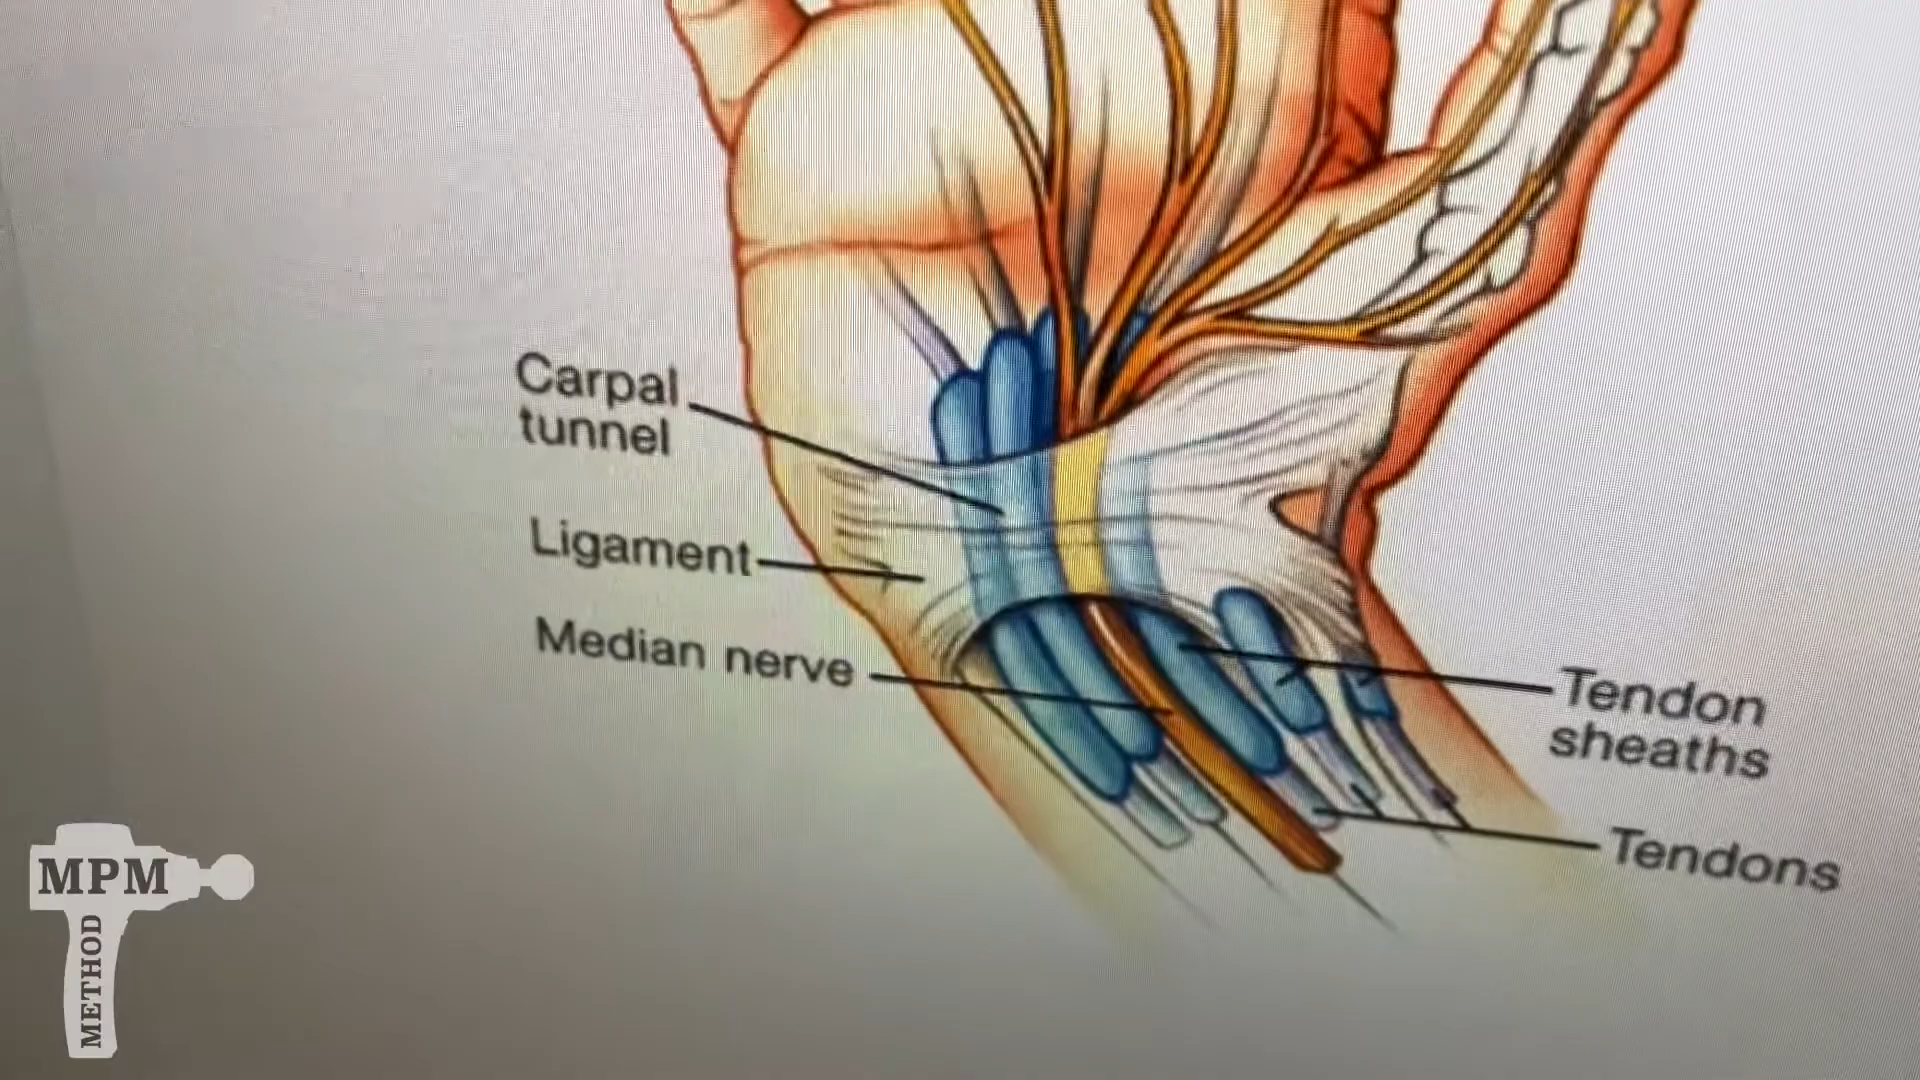 Carpal
tunnel
Ligament
Median nerve
Tendon
sheaths
Tendons
MPM
METHOD